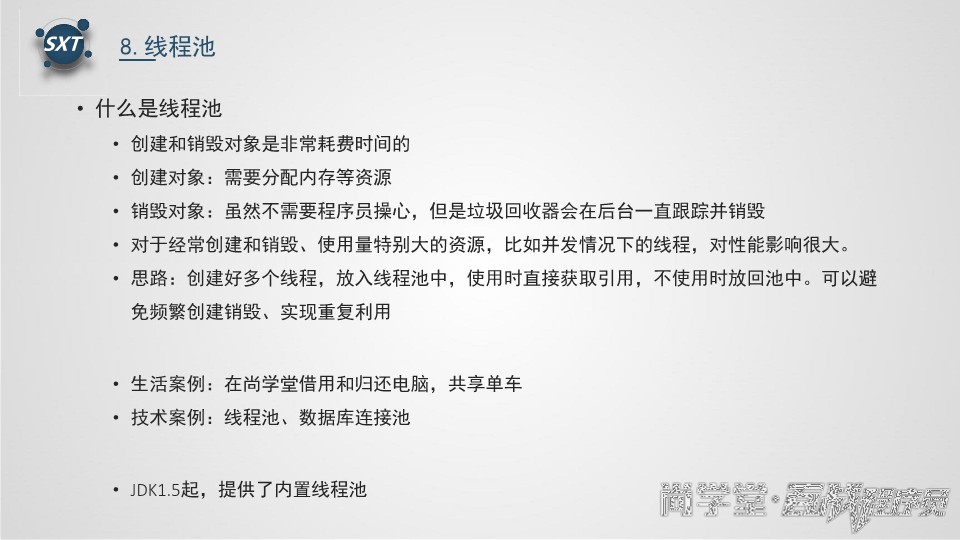 SXT
8. 线程池
• 什么是线程池
• 创建和销毁对象是非常耗费时间的
• 创建对象：需要分配内存等资源
• 销毁对象：虽然不需要程序员操心，但是垃圾回收器会在后台一直跟踪并销毁
• 对于经常创建和销毁、使用量特别大的资源，比如并发情况下的线程，对性能影响很大。
• 思路：创建好多个线程，放入线程池中，使用时直接获取引用，不使用时放回池中。可以避
免频繁创建销毁、实现重复利用
• 生活案例：在尚学堂借用和归还电脑，共享单车
• 技术案例：线程池、数据库连接池
• JDK1.5起，提供了内置线程池
尚学堂·百战程序员